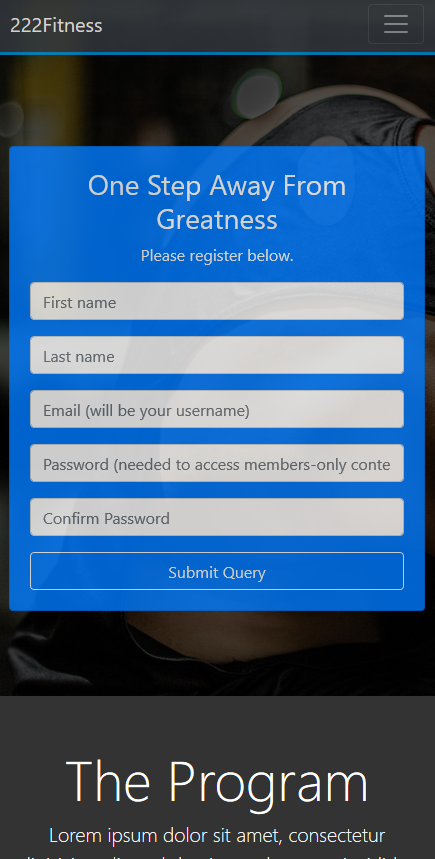 222Fitness
One Step Away From
Greatness
Please register below.
First name
Last name
Email (will be your username)
Password (needed to access members-only conte
Confirm Password
Submit Query
The Program
Lorem ipsum dolor sit amet, consectetur